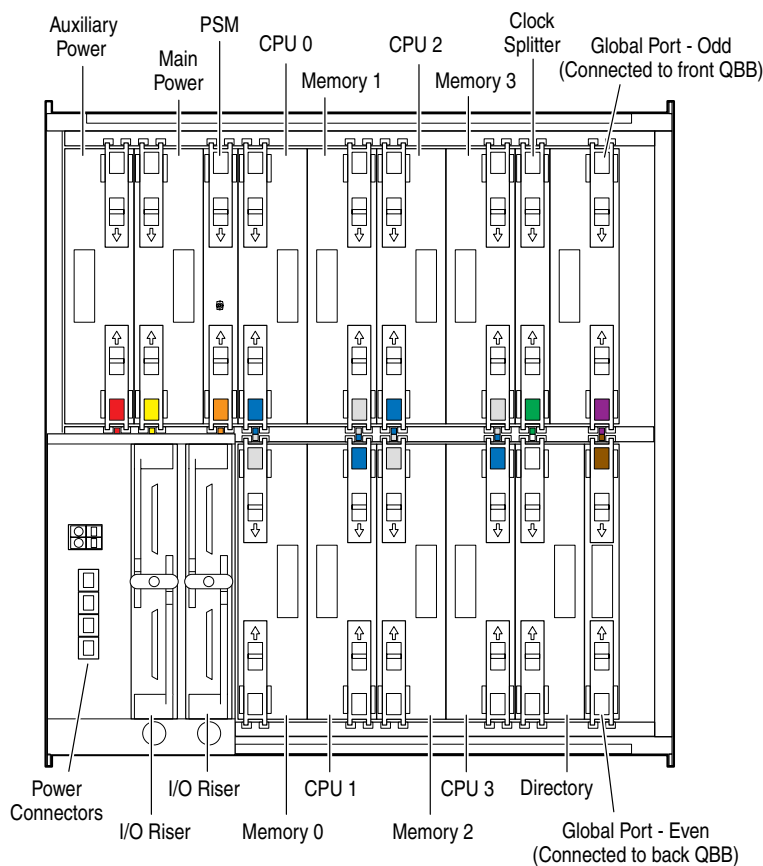 Auxiliary
Power
Main
Power
PSM
CPU 0
Memory 1
CPU 2
Memory 3
Clock
Splitter
Global Port - Odd
(Connected to front QBB)
Power
Connectors
I/O Riser
I/O Riser
Memory 0
CPU 1
Memory 2
CPU 3
Directory
Global Port - Even
(Connected to back QBB)